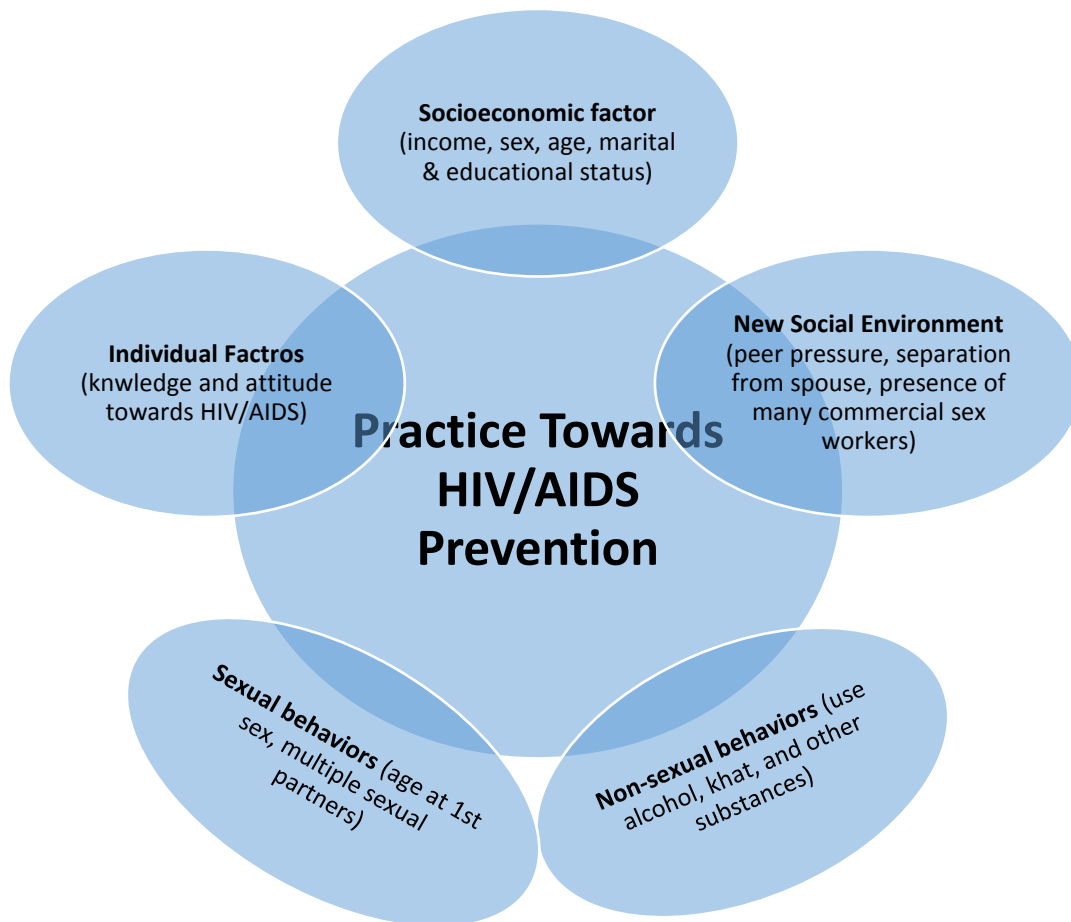 Socioeconomic factor
(income, sex, age, marital
& educational status)
Individual Factros
(knwledge and attitude
towards HIV/AIDS)
New Social Environment
(peer pressure, separation
from spouse, presence of
many commercial sex
workers)
Practice Towards
HIV/AIDS
Prevention
Sexual behaviors (age at 1st
sex, multiple sexual
partners)
Non-sexual behaviors (use
alcohol, khat, and other
substances)